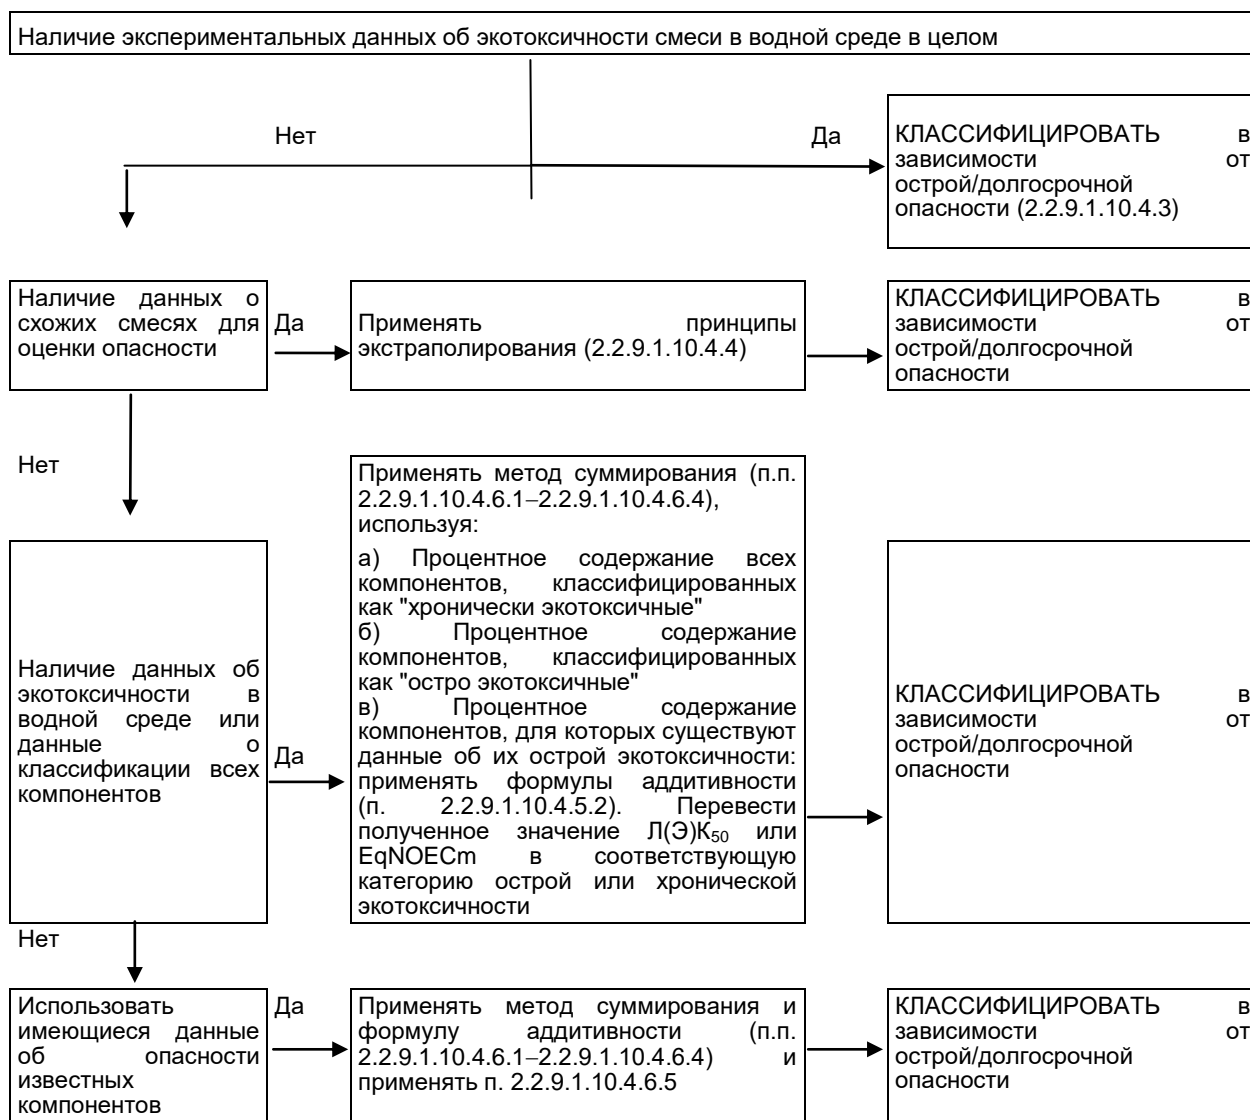 Наличие экспериментальных данных об экотоксичности смеси в водной среде в целом
Нет
Да
КЛАССИФИЦИРОВАТЬ в
зависимости от
острой/долгосрочной
опасности (2.2.9.1.10.4.3)
Наличие данных о
схожих смесях для
оценки опасности
Да
Применять принципы
экстраполирования (2.2.9.1.10.4.4)
КЛАССИФИЦИРОВАТЬ в
зависимости от
острой/долгосрочной
опасности
Нет
Наличие данных об
экотоксичности в
водной среде или
данные о
классификации всех
компонентов
Да
Применять метод суммирования (п.п.
2.2.9.1.10.4.6.1–2.2.9.1.10.4.6.4),
используя:
а) Процентное содержание всех
компонентов, классифицированных
как "хронически экотоксичные"
б) Процентное содержание
компонентов, классифицированных
как "остро экотоксичные"
в) Процентное содержание
компонентов, для которых существуют
данные об их острой экотоксичности:
применять формулы аддитивности
(п. 2.2.9.1.10.4.5.2). Перевести
полученное значение Л(Э)К₅₀ или
EqNOECm в соответствующую
категорию острой или хронической
экотоксичности
КЛАССИФИЦИРОВАТЬ в
зависимости от
острой/долгосрочной
опасности
Нет
Использовать
имеющиеся данные
об опасности
известных
компонентов
Да
Применять метод суммирования и
формулу аддитивности (п.п.
2.2.9.1.10.4.6.1–2.2.9.1.10.4.6.4) и
применять п. 2.2.9.1.10.4.6.5
КЛАССИФИЦИРОВАТЬ в
зависимости от
острой/долгосрочной
опасности